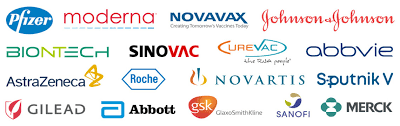 Pfizer moderna NOVAVAX Johnson & Johnson
Creating Tomorrow's Vaccines Today
BIONTECH SINOVAC CUREVAC abbvie
the RNA people
AstraZeneca Roche NOVARTIS Sputnik V
GILEAD Abbott gsk GlaxoSmithKline SANOFI MERCK